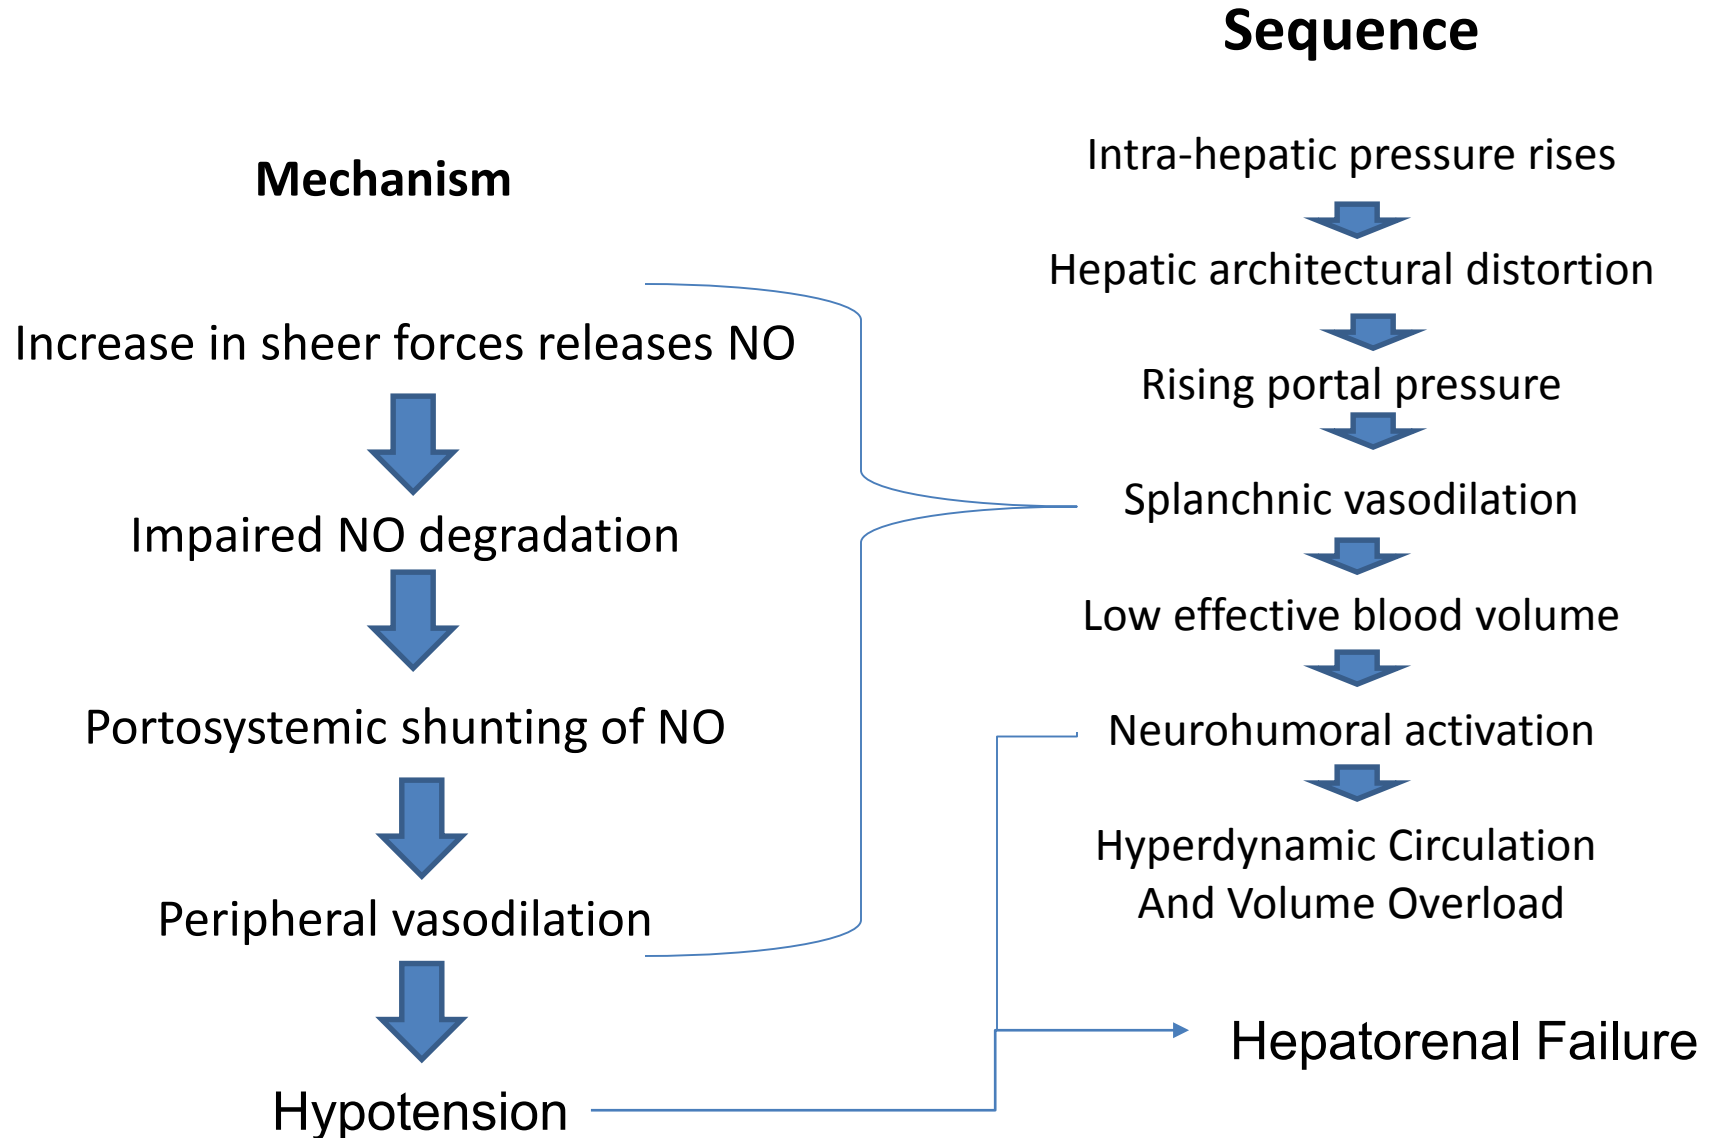 Sequence
Mechanism
Intra-hepatic pressure rises
Hepatic architectural distortion
Increase in sheer forces releases NO
Rising portal pressure
Splanchnic vasodilation
Impaired NO degradation
Low effective blood volume
Portosystemic shunting of NO
Neurohumoral activation
Hyperdynamic Circulation
And Volume Overload
Peripheral vasodilation
Hepatorenal Failure
Hypotension